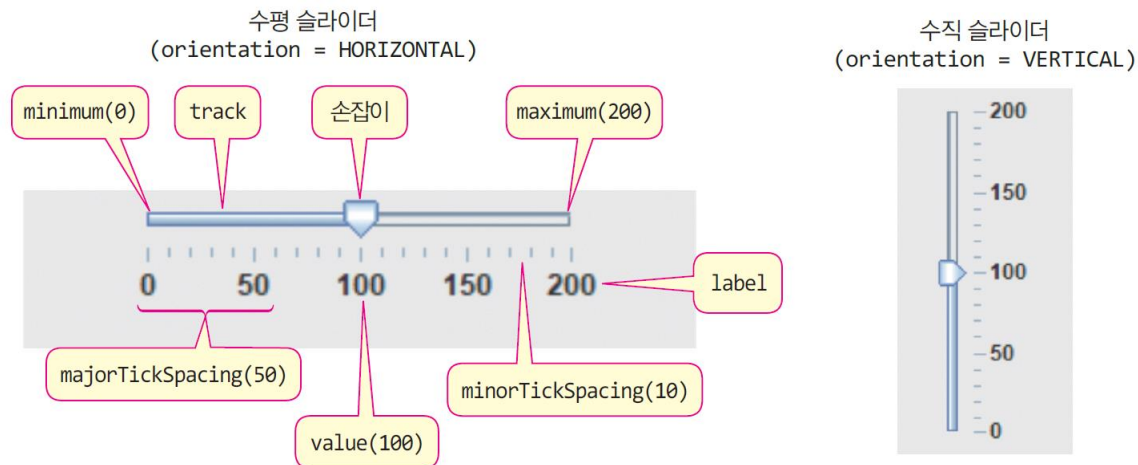 수평 슬라이더
(orientation = HORIZONTAL)
수직 슬라이더
(orientation = VERTICAL)
minimum(0)
track
손잡이
maximum(200)
0 50 100 150 200
label
majorTickSpacing(50)
minorTickSpacing(10)
value(100)
200
150
100
50
0